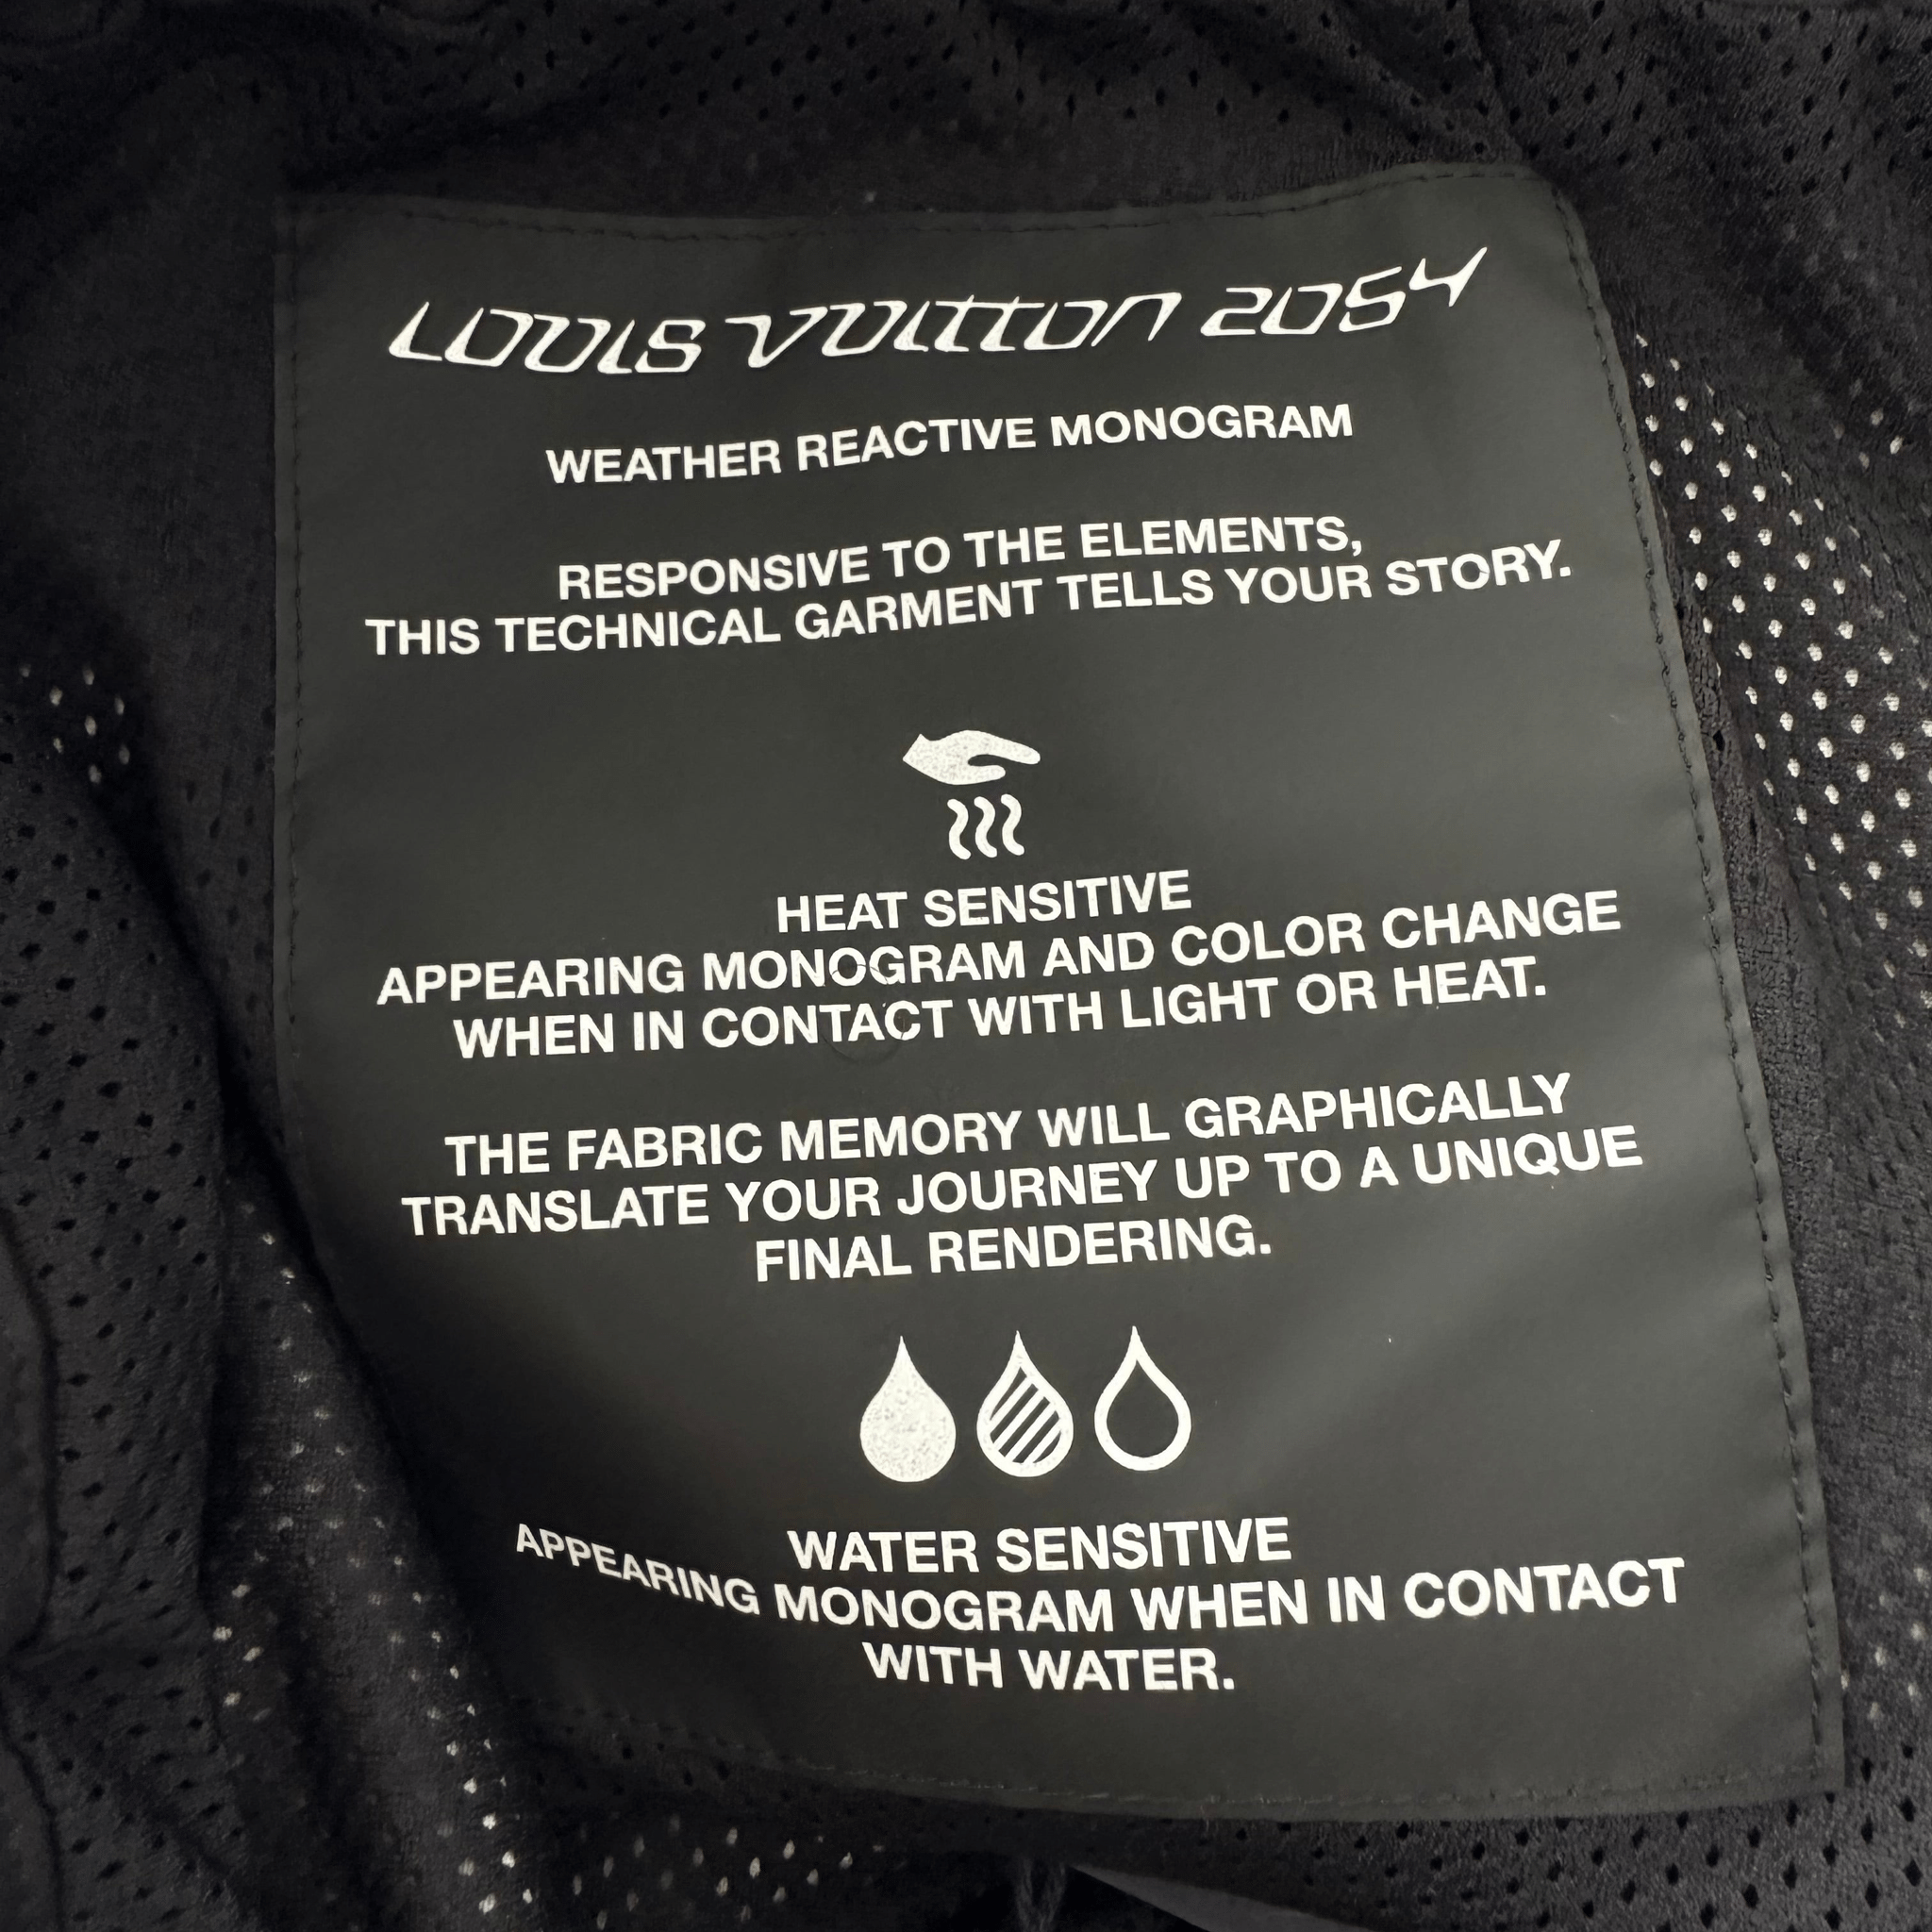 LOUIS VUITTON 2054
WEATHER REACTIVE MONOGRAM
RESPONSIVE TO THE ELEMENTS,
THIS TECHNICAL GARMENT TELLS YOUR STORY.
HEAT SENSITIVE
APPEARING MONOGRAM AND COLOR CHANGE
WHEN IN CONTACT WITH LIGHT OR HEAT.
THE FABRIC MEMORY WILL GRAPHICALLY
TRANSLATE YOUR JOURNEY UP TO A UNIQUE
FINAL RENDERING.
WATER SENSITIVE
APPEARING MONOGRAM WHEN IN CONTACT
WITH WATER.